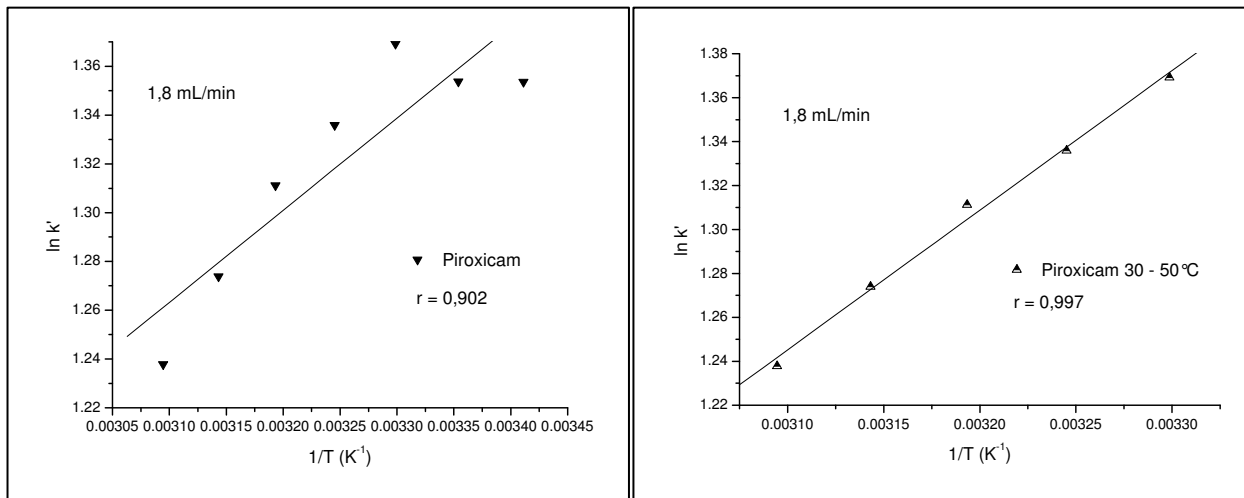 1.36
1.34
1.32
1.30
1.28
1.26
1.24
1.22
ln k'
1,8 mL/min
Piroxicam
r = 0,902
0.00305 0.00310 0.00315 0.00320 0.00325 0.00330 0.00335 0.00340 0.00345
1/T (K⁻¹)
1.38
1.36
1.34
1.32
1.30
1.28
1.26
1.24
1.22
ln k'
1,8 mL/min
Piroxicam 30 - 50°C
r = 0,997
0.00310 0.00315 0.00320 0.00325 0.00330
1/T (K⁻¹)